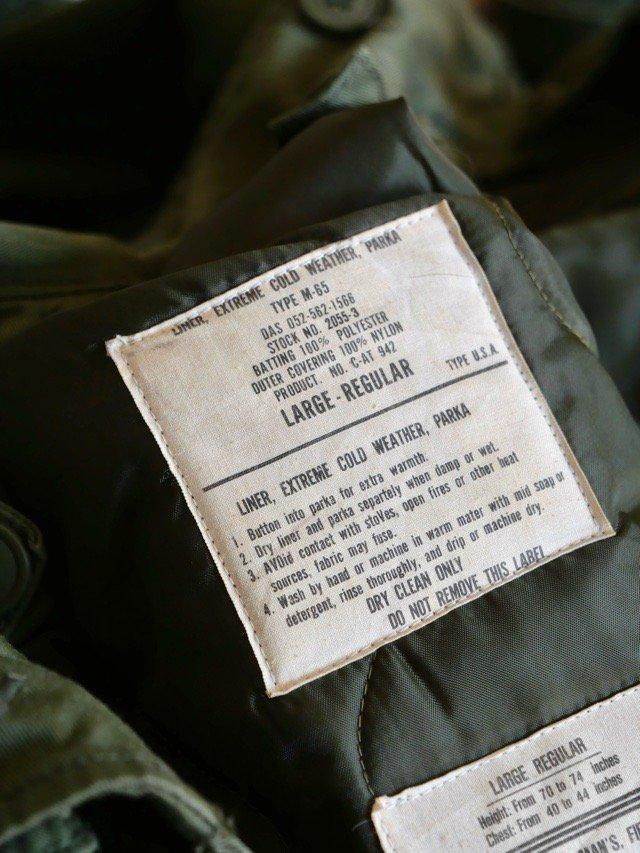 LINER, EXTREME COLD WEATHER, PARKA
TYPE M-65
DAS 052-562-1566
STOCK NO. 2055-3
BATTING 100% POLYESTER
OUTER COVERING 100% NYLON
PRODUCT. NO. C-AT 942
LARGE-REGULAR
TYPE U.S.A.
LINER, EXTREME COLD WEATHER, PARKA
1. Button into parka for extra warmth.
2. Dry liner and parka separtely when damp or wet.
3. AVOid contact with stoVes, open fires or other heat
sources, fabric may fuse.
4. Wash by hand or machine in warm mater with mid soap or
detergent, rinse thoroughly, and drip or machine dry.
DRY CLEAN ONLY
DO NOT REMOVE THIS LABEL
LARGE REGULAR
Height: From 70 to 74 inches
Chest: From 40 to 44 inches